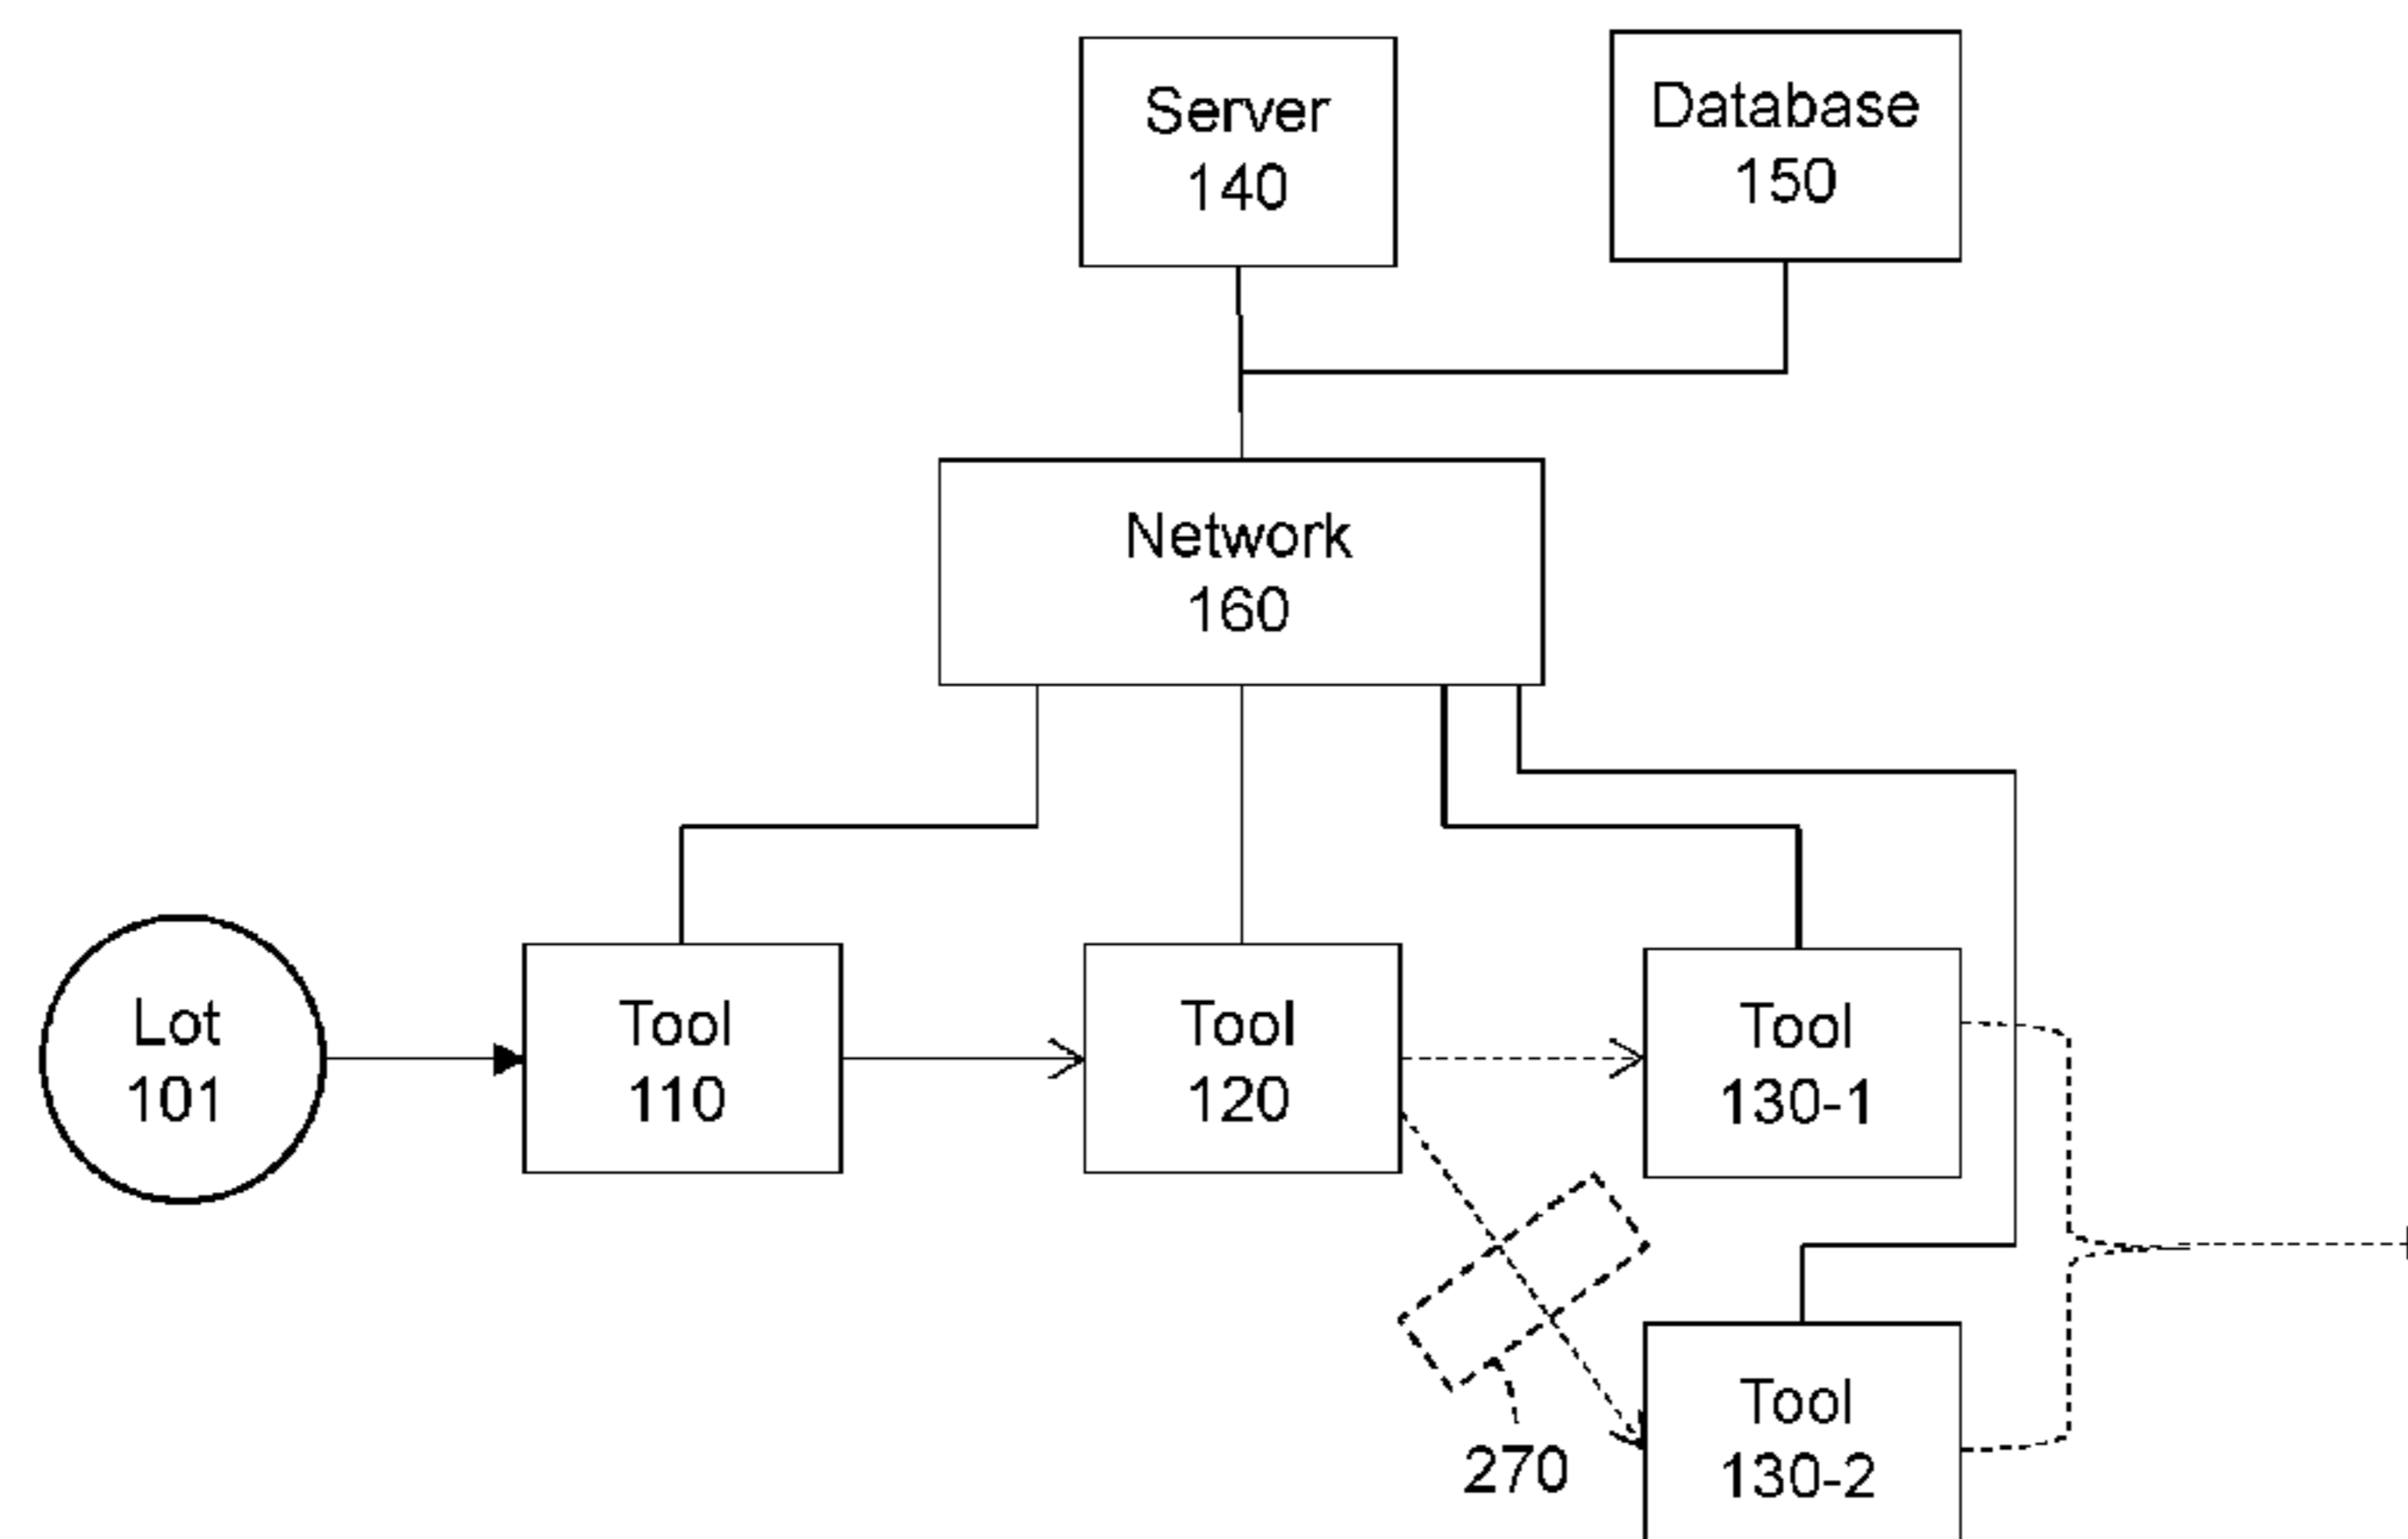 Server
140
Database
150
Network
160
Lot
101
Tool
110
Tool
120
Tool
130-1
Tool
130-2
270